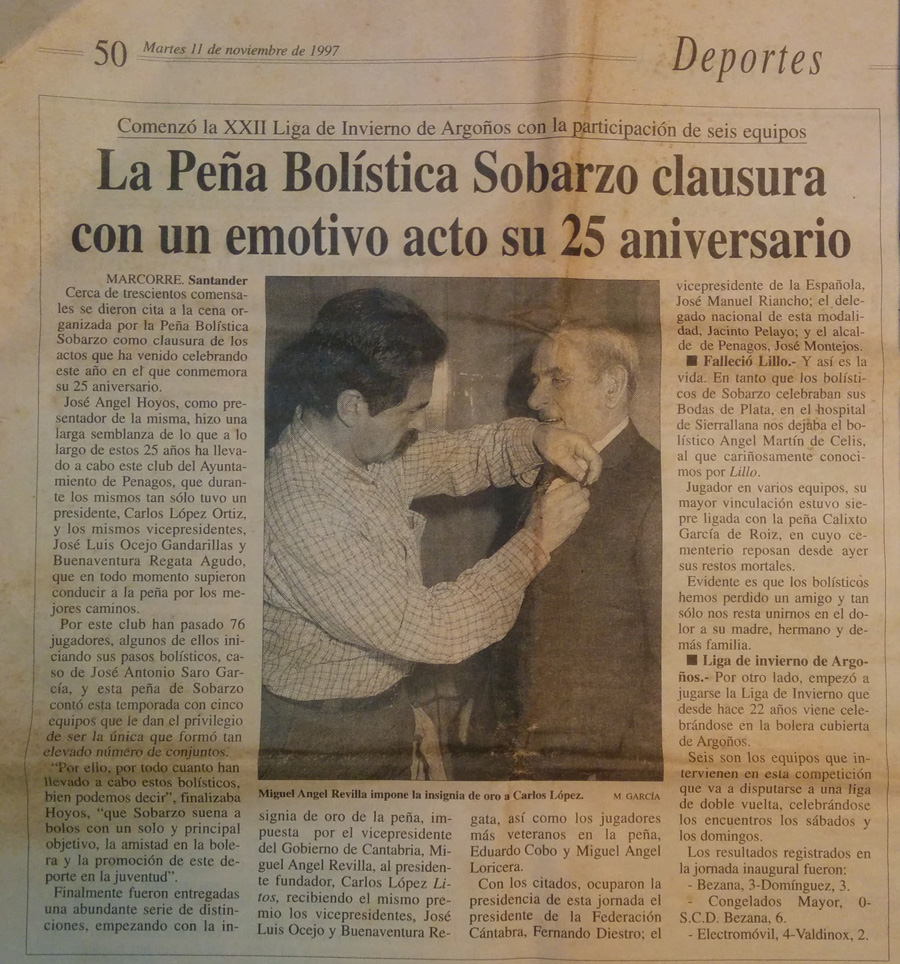 50 Martes 11 de noviembre de 1997
Deportes
Comenzó la XXII Liga de Invierno de Argoños con la participación de seis equipos
La Peña Bolística Sobarzo clausura
con un emotivo acto su 25 aniversario
MARCORRE. Santander
Cerca de trescientos comensa-
les se dieron cita a la cena or-
ganizada por la Peña Bolística
Sobarzo como clausura de los
actos que ha venido celebrando
este año en el que conmemora
su 25 aniversario.
José Angel Hoyos, como pre-
sentador de la misma, hizo una
larga semblanza de lo que a lo
largo de estos 25 años ha lleva-
do a cabo este club del Ayunta-
miento de Penagos, que duran-
te los mismos tan sólo tuvo un
presidente, Carlos López Ortiz,
y los mismos vicepresidentes,
José Luis Ocejo Gandarillas y
Buenaventura Regata Agudo,
que en todo momento supieron
conducir a la peña por los me-
jores caminos.
Por este club han pasado 76
jugadores, algunos de ellos ini-
ciando sus pasos bolísticos, ca-
so de José Antonio Saro Gar-
cía, y esta peña de Sobarzo
contó esta temporada con cinco
equipos que le dan el privilegio
de ser la única que formó tan
elevado número de conjuntos.
“Por ello, por todo cuanto han
llevado a cabo estos bolísticos,
bien podemos decir”, finalizaba
Hoyos, “que Sobarzo suena a
bolos con un solo y principal
objetivo, la amistad en la bole-
ra y la promoción de este de-
porte en la juventud”.
Finalmente fueron entregadas
una abundante serie de distin-
ciones, empezando con la in-
Miguel Angel Revilla impone la insignia de oro a Carlos López. M. GARCÍA
signia de oro de la peña, im-
puesta por el vicepresidente
del Gobierno de Cantabria, Mi-
guel Angel Revilla, al presiden-
te fundador, Carlos López Li-
tos, recibiendo el mismo pre-
mio los vicepresidentes, José
Luis Ocejo y Buenaventura Re-
gata, así como los jugadores
más veteranos en la peña,
Eduardo Cobo y Miguel Angel
Loricera.
Con los citados, ocuparon la
presidencia de esta jornada el
presidente de la Federación
Cántabra, Fernando Diestro; el
vicepresidente de la Española,
José Manuel Riancho; el dele-
gado nacional de esta modali-
dad, Jacinto Pelayo; y el alcal-
de de Penagos, José Montejos.
■ Falleció Lillo.- Y así es la
vida. En tanto que los bolísti-
cos de Sobarzo celebraban sus
Bodas de Plata, en el hospital
de Sierrallana nos dejaba el bo-
lístico Angel Martín de Celis,
al que cariñosamente conoci-
mos por Lillo.
Jugador en varios equipos, su
mayor vinculación estuvo sie-
pre ligada con la peña Calixto
García de Roiz, en cuyo ce-
menterio reposan desde ayer
sus restos mortales.
Evidente es que los bolísticos
hemos perdido un amigo y tan
sólo nos resta unirnos en el do-
lor a su madre, hermano y de-
más familia.
■ Liga de invierno de Argo-
ños.- Por otro lado, empezó a
jugarse la Liga de Invierno que
desde hace 22 años viene cele-
brándose en la bolera cubierta
de Argoños.
Seis son los equipos que in-
tervienen en esta competición
que va a disputarse a una liga
de doble vuelta, celebrándose
los encuentros los sábados y
los domingos.
Los resultados registrados en
la jornada inaugural fueron:
- Bezana, 3-Domínguez, 3.
- Congelados Mayor, 0-
S.C.D. Bezana, 6.
- Electromóvil, 4-Valdinox, 2.